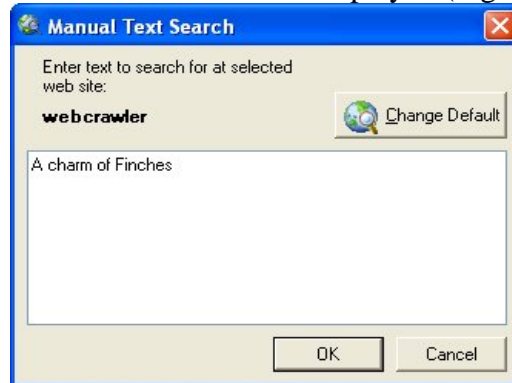 Manual Text Search
Enter text to search for at selected
web site:
webcrawler
Change Default
A charm of Finches
OK
Cancel